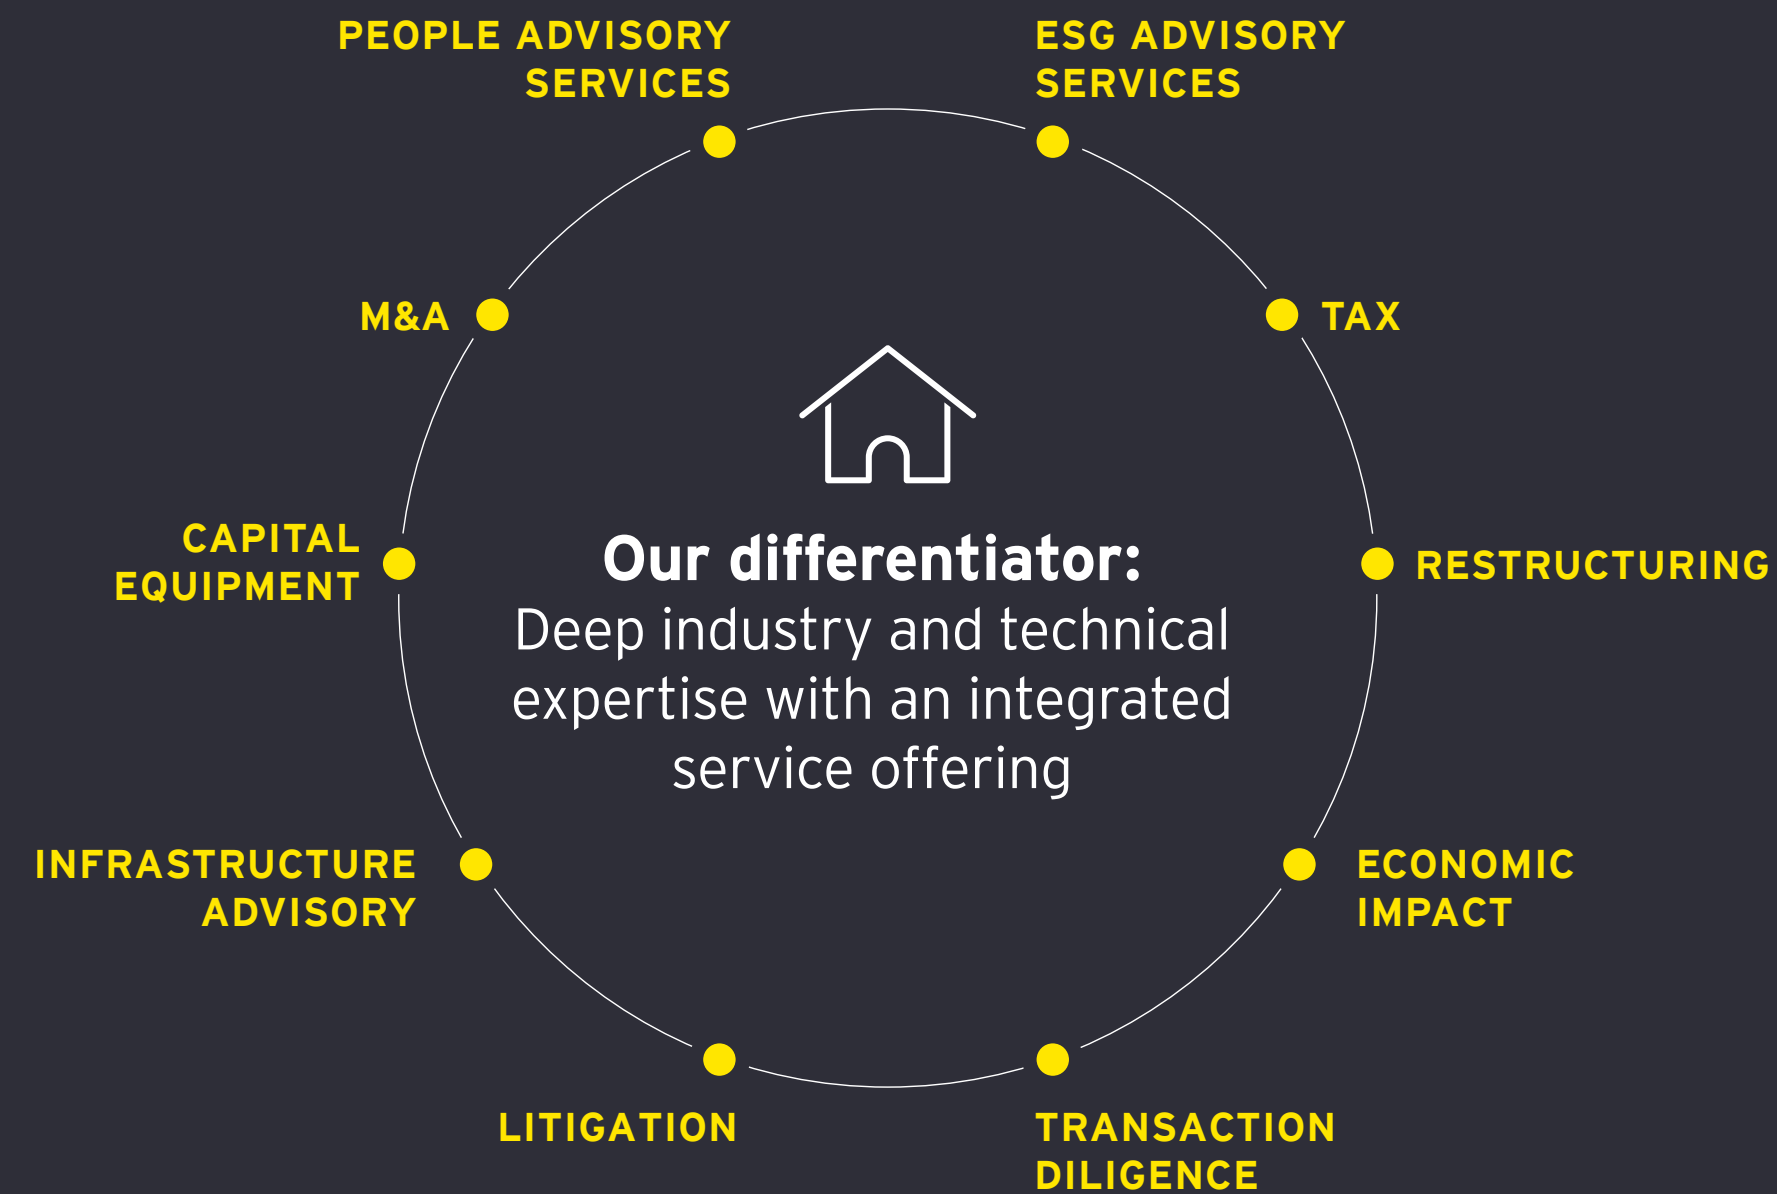 PEOPLE ADVISORY
SERVICES
ESG ADVISORY
SERVICES
M&A
TAX
CAPITAL
EQUIPMENT
Our differentiator:
Deep industry and technical
expertise with an integrated
service offering
RESTRUCTURING
INFRASTRUCTURE
ADVISORY
ECONOMIC
IMPACT
LITIGATION
TRANSACTION
DILIGENCE